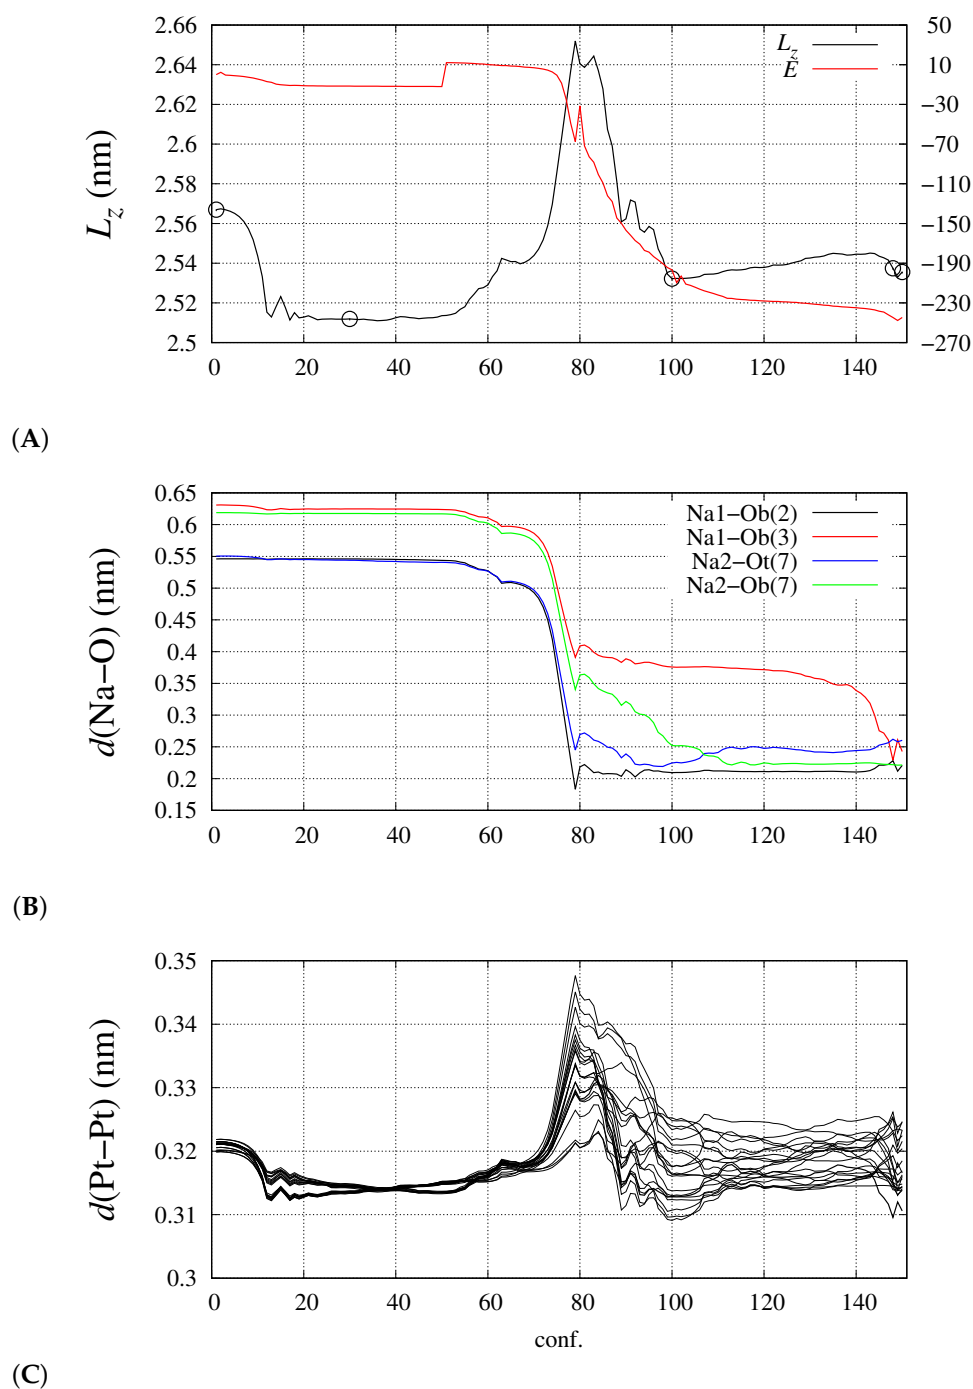 2.66 50
L_z
2.64 E 10
2.62 −30
2.6 −70
2.58 −110
2.56 −150
2.54 −190
2.52 −230
2.5 −270
L_z (nm)
0 20 40 60 80 100 120 140
(A)
0.65
Na1−Ob(2)
0.6
Na1−Ob(3)
0.55
Na2−Ot(7)
0.5
Na2−Ob(7)
0.45
0.4
0.35
0.3
0.25
0.2
0.15
d(Na−O) (nm)
0 20 40 60 80 100 120 140
(B)
0.35
0.34
0.33
0.32
0.31
0.3
d(Pt−Pt) (nm)
0 20 40 60 80 100 120 140
conf.
(C)